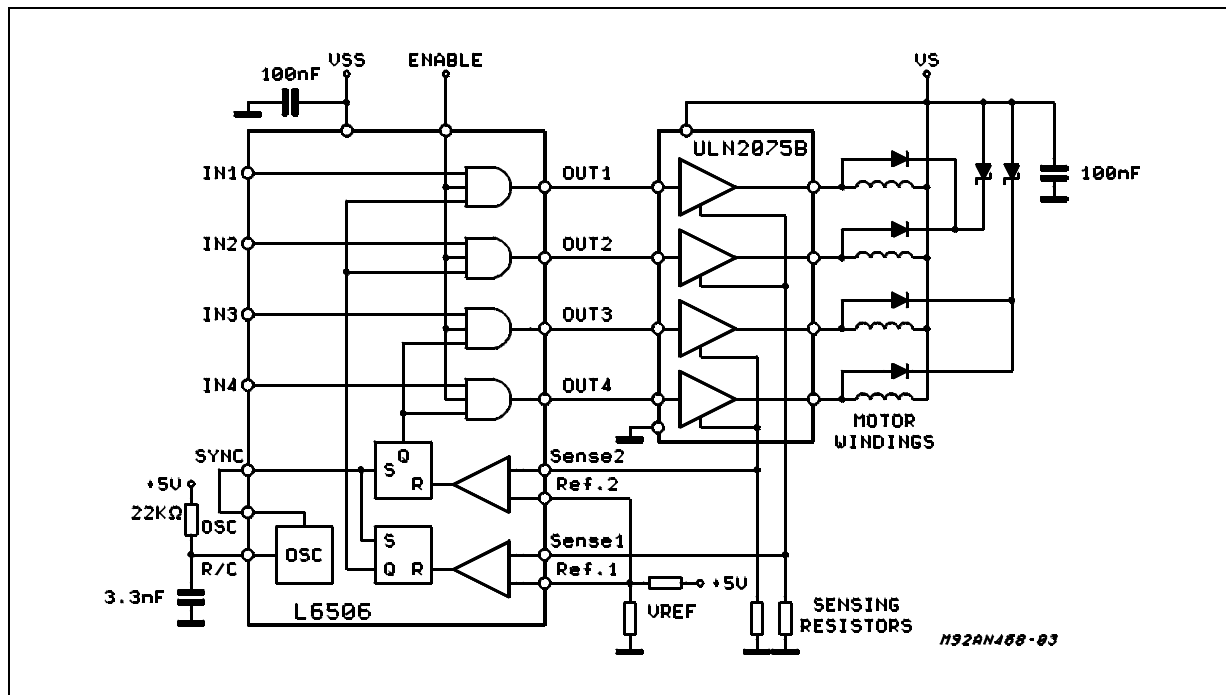 VSS
ENABLE
VS
100nF
ULN2075B
IN1
OUT1
100nF
IN2
OUT2
IN3
OUT3
IN4
OUT4
MOTOR
WINDINGS
SYNC
Q
S
R
Sense2
Ref.2
+5V
22KΩ
OSC
OSC
S
Q
R
Sense1
Ref.1
R/C
+5V
3.3nF
L6506
VREF
SENSING
RESISTORS
M92AN468-03